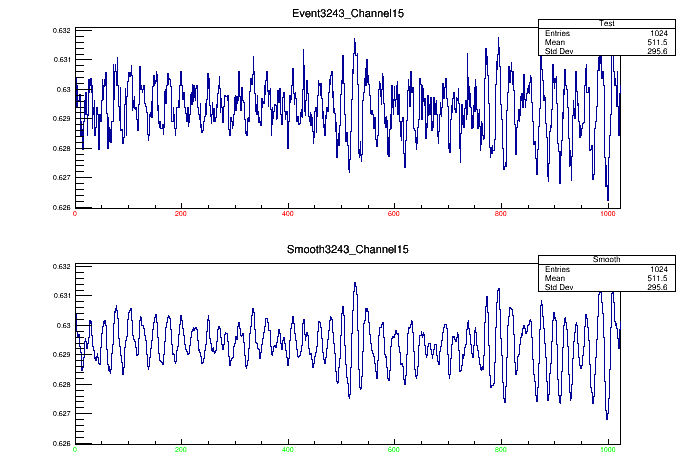 Event3243_Channel15
Test
Entries 1024
Mean 511.5
Std Dev 295.6
0.632
0.631
0.63
0.629
0.628
0.627
0.626
0 200 400 600 800 1000
Smooth3243_Channel15
Smooth
Entries 1024
Mean 511.5
Std Dev 295.6
0.632
0.631
0.63
0.629
0.628
0.627
0.626
0 200 400 600 800 1000